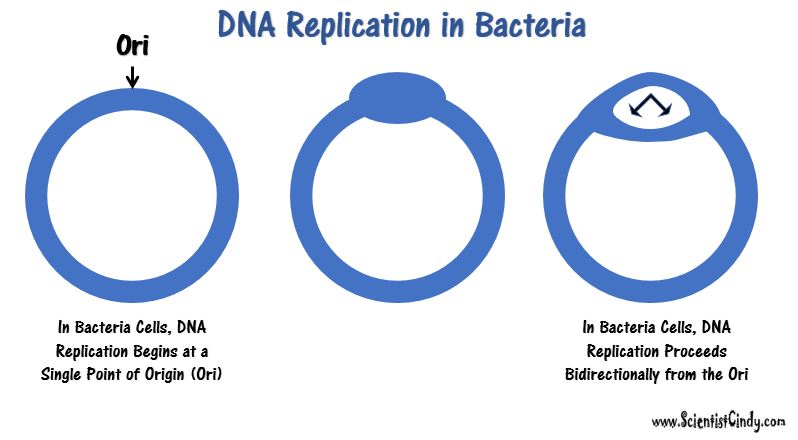 DNA Replication in Bacteria
Ori
In Bacteria Cells, DNA
Replication Begins at a
Single Point of Origin (Ori)
In Bacteria Cells, DNA
Replication Proceeds
Bidirectionally from the Ori
www.ScientistCindy.com